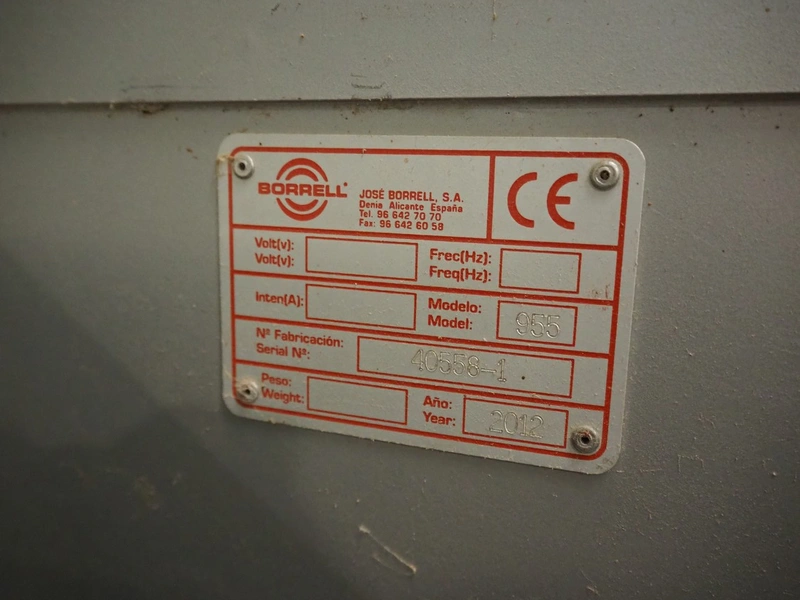 BORRELL
JOSÉ BORRELL, S.A.
Denia Alicante España
Tel. 96 642 70 70
Fax: 96 642 60 58
CE
Volt(v):
Volt(v):
Frec(Hz):
Freq(Hz):
Inten(A):
Modelo:
Model:
955
Nº Fabricación:
Serial Nº:
40558-1
Peso:
Weight:
Año:
Year:
2012